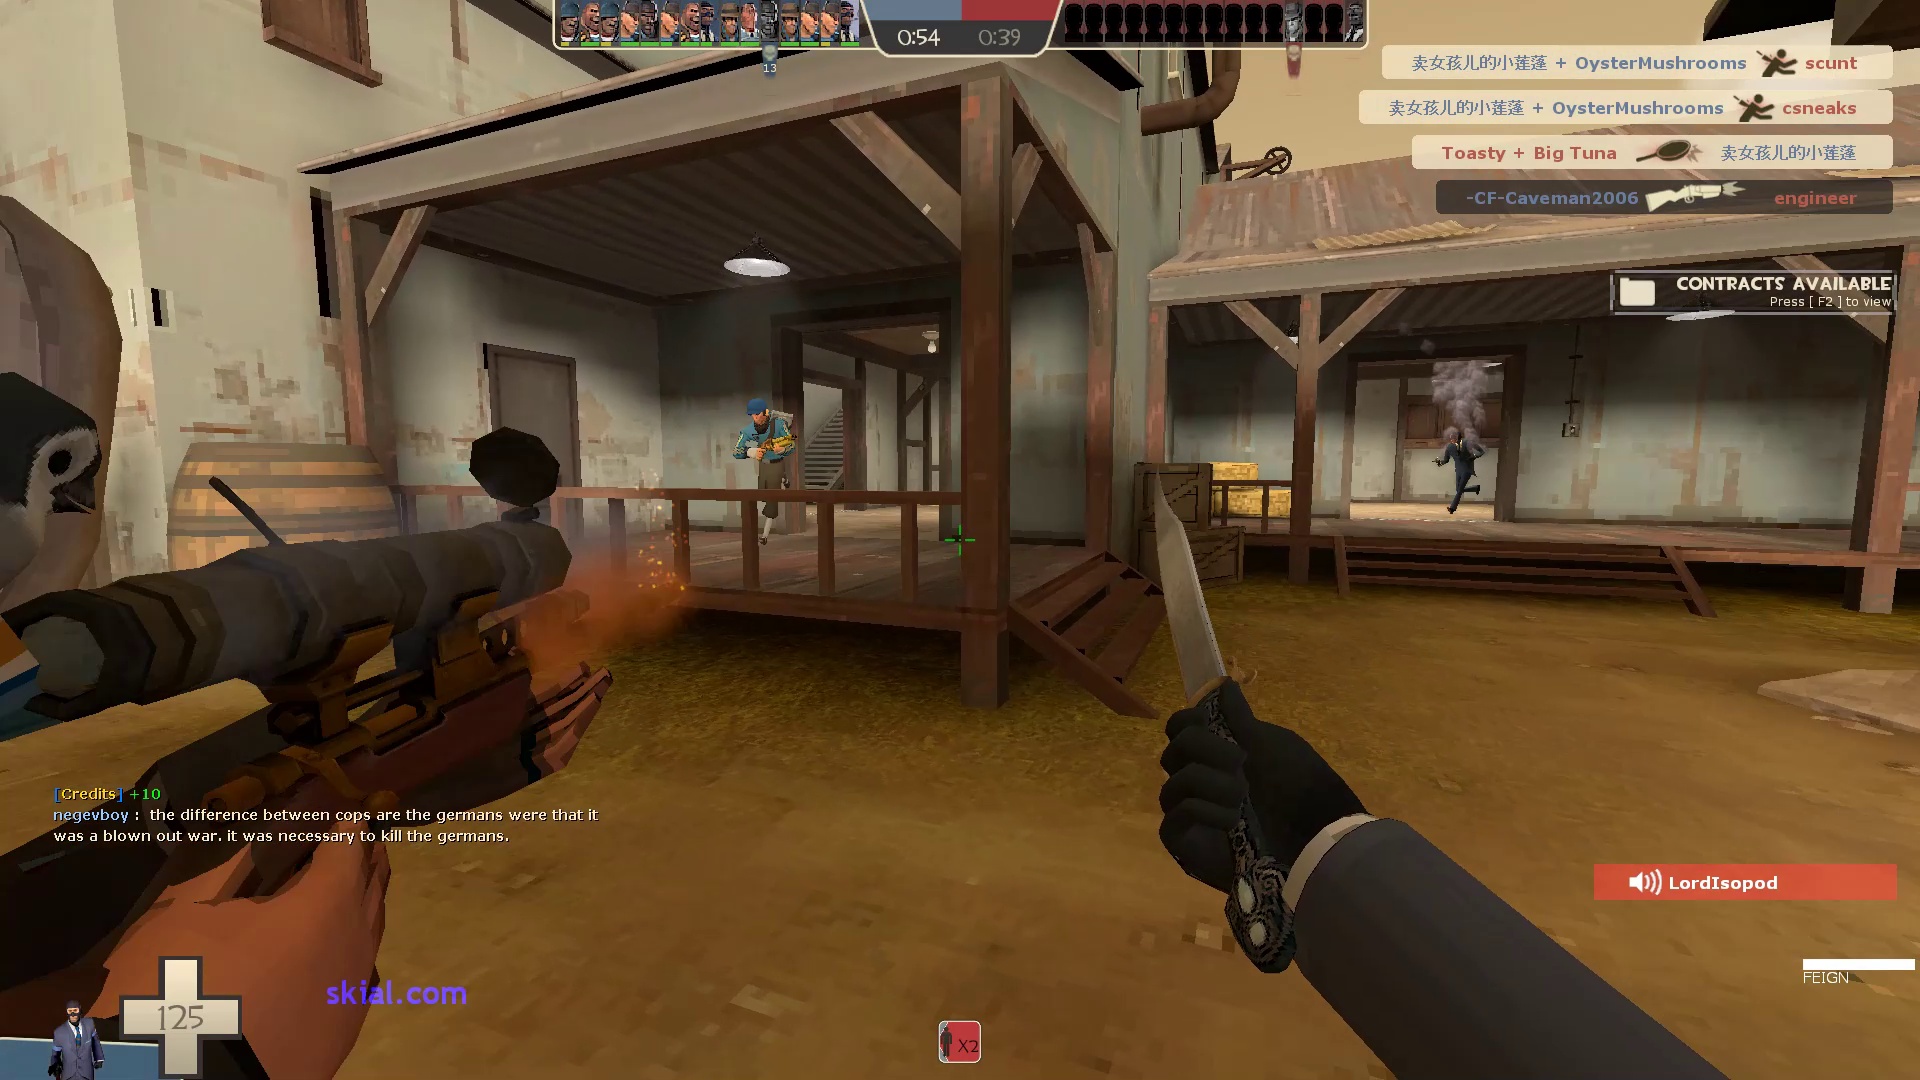 0:54 0:39
13
卖女孩儿的小莲蓬 + OysterMushrooms scunt
卖女孩儿的小莲蓬 + OysterMushrooms csneaks
Toasty + Big Tuna 卖女孩儿的小莲蓬
-CF-Caveman2006 engineer
CONTRACTS AVAILABLE
Press [ F2 ] to view
[Credits] +10
negevboy : the difference between cops are the germans were that it
was a blown out war. it was necessary to kill the germans.
LordIsopod
FEIGN
skial.com
125
X2